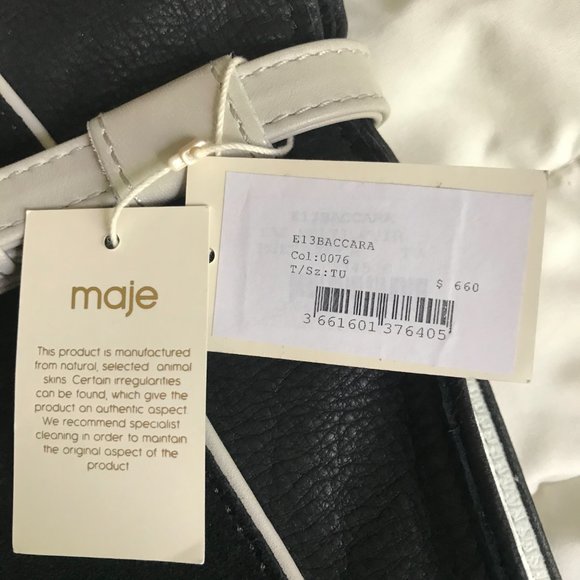 maje
This product is manufactured
from natural, selected animal
skins. Certain irregularities
can be found, which give the
product an authentic aspect.
We recommend specialist
cleaning in order to maintain
the original aspect of the
product
E13BACCARA
Col:0076
T/Sz:TU
$ 660
3 661601 376405